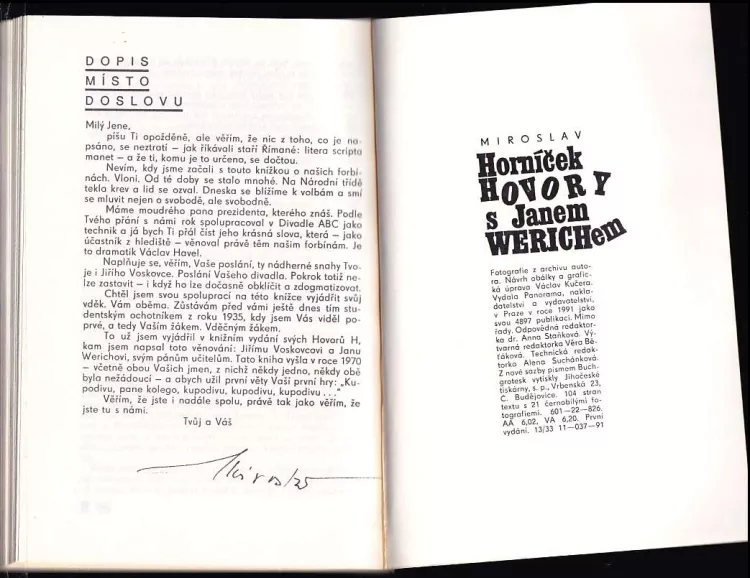 DOPIS
MÍSTO
DOSLOVU
Milý Jene,
píšu Ti opožděně, ale věřím, že nic z toho, co je na-
psáno, se neztratí – jak říkávali staří Římané: litera scripta
manet – a že ti, komu je to určeno, se dočtou.
Nevím, kdy jsme začali s touto knížkou o našich forbí-
nách. Vloni. Od té doby se stalo mnohé. Na Národní třídě
tekla krev a lid se ozval. Dneska se blížíme k volbám a smí
se mluvit nejen o svobodě, ale svobodně.
Máme moudrého pana prezidenta, kterého znáš. Podle
Tvého přání s námi rok spolupracoval v Divadle ABC jako
technik a já bych Ti přál číst jeho krásná slova, která – jako
účastník z hlediště – věnoval právě těm našim forbínám. Je
to dramatik Václav Havel.
Naplňuje se, věřím, Vaše poslání, ty nádherné snahy Tvo-
je i Jiřího Voskovce. Poslání Vašeho divadla. Pokrok totiž ne-
lze zastavit – i když ho lze dočasně obklíčit a zdogmatizovat.
Chtěl jsem svou spoluprací na této knížce vyjádřit svůj
vděk. Vám oběma. Zůstávám před vámi ještě dnes tím stu-
dentským ochotníkem z roku 1935, kdy jsem Vás viděl po-
prvé, a tedy Vaším žákem. Vděčným žákem.
To už jsem vyjádřil v knižním vydání svých Hovorů H,
kam jsem napsal toto věnování: Jiřímu Voskovcovi a Janu
Werichovi, svým pánům učitelům. Tato kniha vyšla v roce 1970
– včetně obou Vašich jmen, z nichž někdy jedno, někdy obě
byla nežádoucí – a abych užil první věty Vaší první hry: „Ku-
podivu, pane kolego, kupodivu, kupodivu, kupodivu . . ."
Věřím, že jste i nadále spolu, právě tak jako věřím, že
jste tu s námi.
Tvůj a Váš
MIROSLAV
Horníček
HOVORY
s Janem
WERICHem
Fotografie z archivu auto-
ra. Návrh obálky a grafic-
ká úprava Václav Kučera.
Vydala Panorama, nakla-
datelství a vydavatelství,
v Praze v roce 1991 jako
svou 4897 publikaci. Mimo
řady. Odpovědná redaktor-
ka dr. Anna Staňková. Vý-
tvarná redaktorka Věra Bě-
ťáková. Technická redak-
torka Alena Suchánková.
Z nové sazby písmem Buch-
grotesk vytiskly Jihočeské
tiskárny, s. p., Vrbenská 23,
Č. Budějovice. 104 stran
textu s 21 černobílými fo-
tografiemi. 601–22–826.
AA 6,02, VA 6,20. První
vydání. 13/33 11–037–91